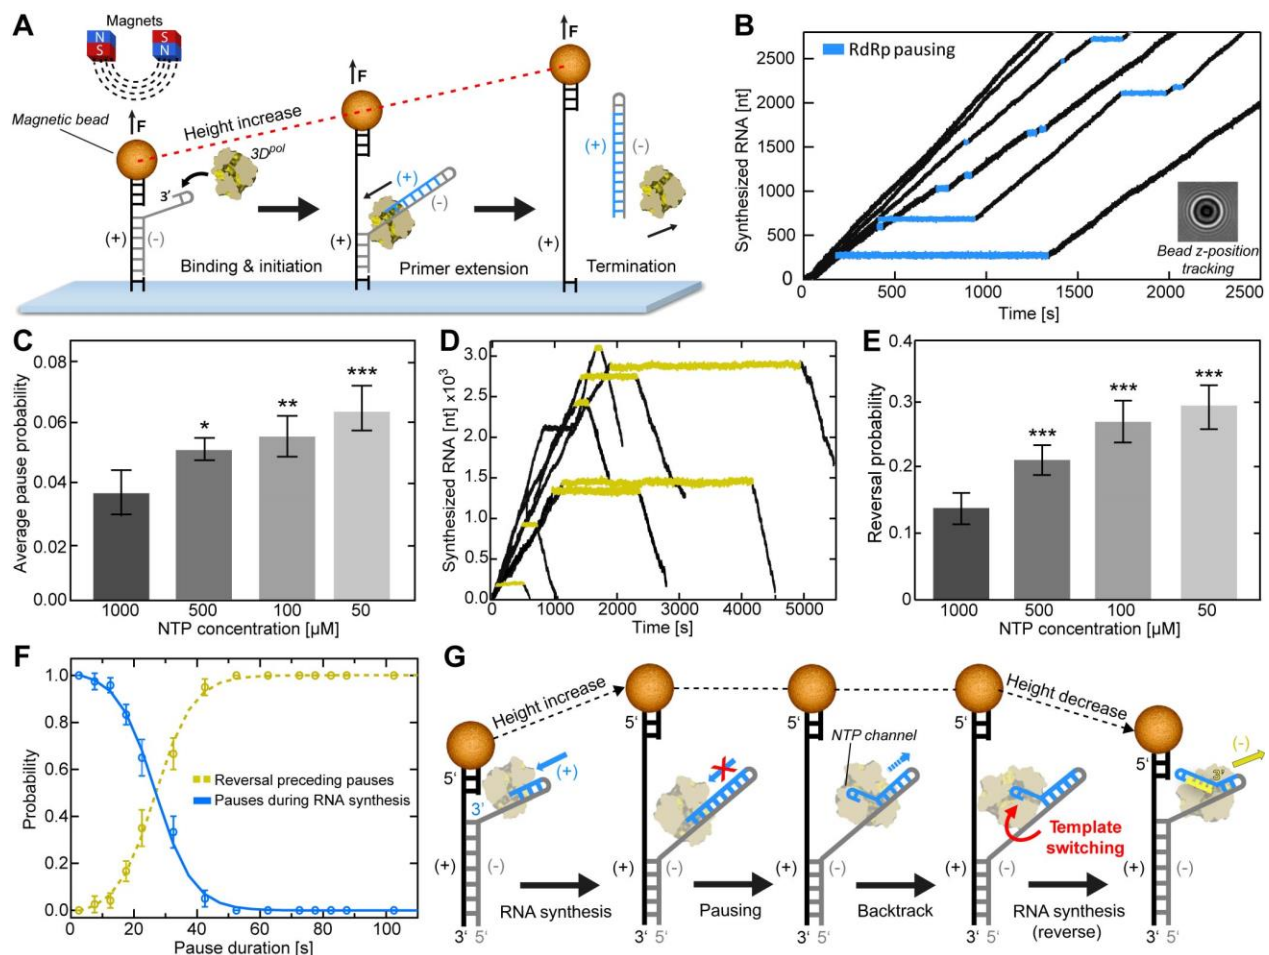 A
Magnets
N
S
S
N
F
Magnetic bead
Height increase
3D^pol
3'
(+)
(-)
Binding & initiation
F
(+)
(-)
(+)
Primer extension
F
(+)
(-)
(+)
Termination
B
RdRp pausing
Synthesized RNA [nt]
2500
2000
1500
1000
500
0
500
1000
1500
2000
2500
Time [s]
Bead z-position
tracking
C
Average pause probability
0.08
0.06
0.04
0.02
0.00
*
**
***
1000
500
100
50
NTP concentration [µM]
D
Synthesized RNA [nt] x10³
3.0
2.5
2.0
1.5
1.0
0.5
0.0
0
1000
2000
3000
4000
5000
Time [s]
E
Reversal probability
0.4
0.3
0.2
0.1
0
***
***
***
1000
500
100
50
NTP concentration [µM]
F
Probability
1.0
0.8
0.6
0.4
0.2
0.0
Reversal preceding pauses
Pauses during RNA synthesis
0
20
40
60
80
100
Pause duration [s]
G
Height increase
Height decrease
5'
(+)
3'
(+)
(-)
3' 5'
RNA synthesis
5'
X
(+)
(-)
3' 5'
Pausing
5'
NTP channel
(+)
(-)
3' 5'
Backtrack
5'
Template
switching
(+)
(-)
3' 5'
RNA synthesis
(reverse)
5'
(-)
3'
(+)
(-)
3' 5'